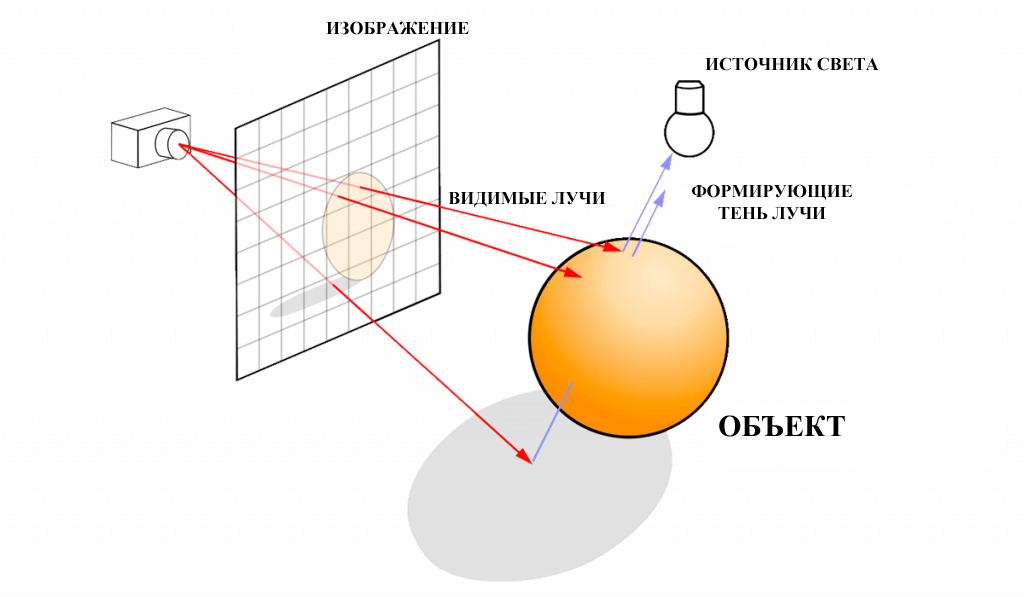 ИЗОБРАЖЕНИЕ
ИСТОЧНИК СВЕТА
ВИДИМЫЕ ЛУЧИ
ФОРМИРУЮЩИЕ
ТЕНЬ ЛУЧИ
ОБЪЕКТ